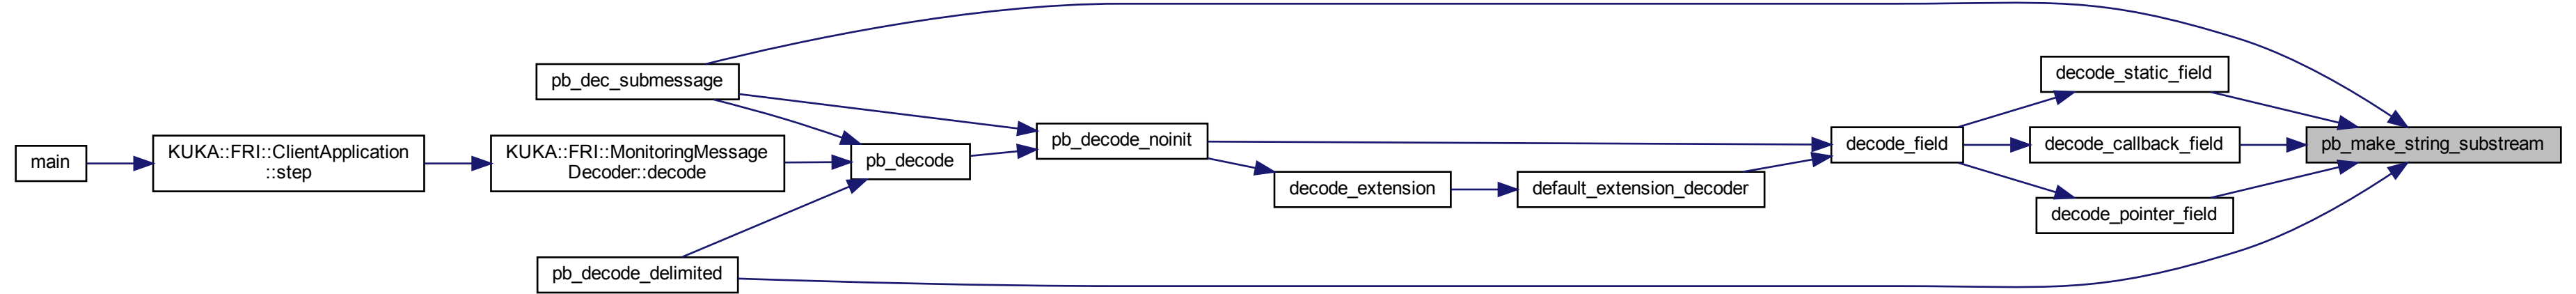 main
KUKA::FRI::ClientApplication
::step
KUKA::FRI::MonitoringMessage
Decoder::decode
pb_dec_submessage
pb_decode
pb_decode_delimited
pb_decode_noinit
decode_extension
default_extension_decoder
decode_field
decode_static_field
decode_callback_field
decode_pointer_field
pb_make_string_substream